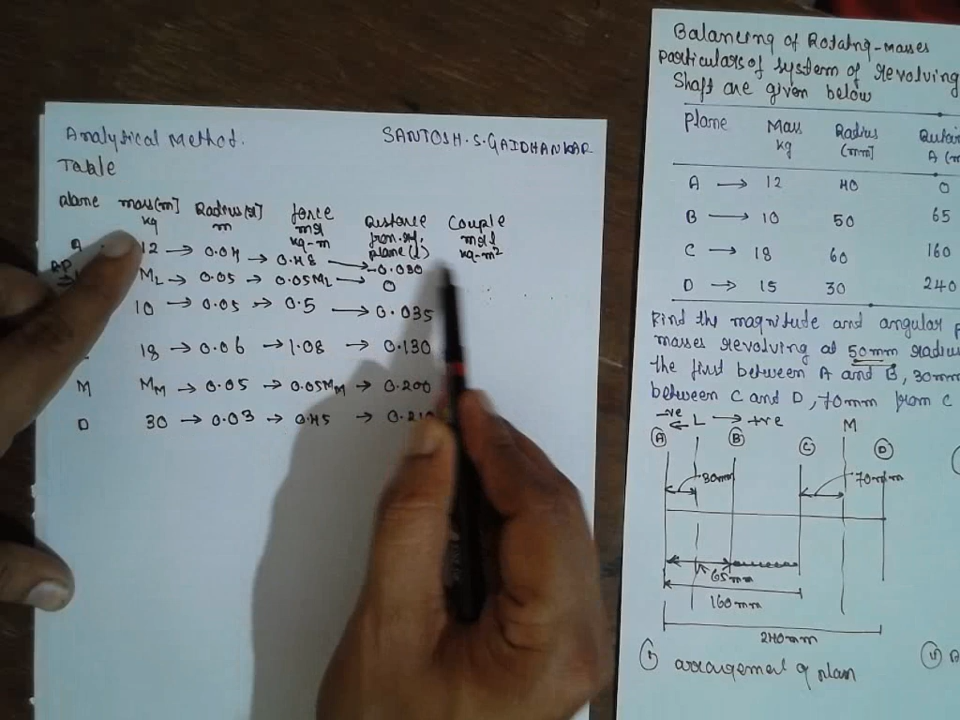 Analytical Method. SANTOSH.S.GAIDHANKAR
Table
plane mass(m) kg Radius(r) m force mr kg-m Distance from ref. plane (l) Couple mrl kg-m²
A 12 → 0.04 → 0.48 → -0.030
RP ML → 0.05 → 0.05ML → 0
10 → 0.05 → 0.5 → 0.035
18 → 0.06 → 1.08 → 0.130
M MM → 0.05 → 0.05MM → 0.200
D 30 → 0.03 → 0.45 → 0.210
Balancing of Rotating-masses
Particulars of system of revolving
Shaft are given below
plane Mass kg Radius (mm)
A → 12 40 0
B → 10 50 65
C → 18 60 160
D → 15 30 240
Find the magnitude and angular
masses revolving at 50mm radius
the first between A and B, 30mm
between C and D, 70mm from C
-ve ← L → +ve M
A B C D
30mm 70mm
65mm
160mm
240mm
(i) arrangement of plan
(ii)